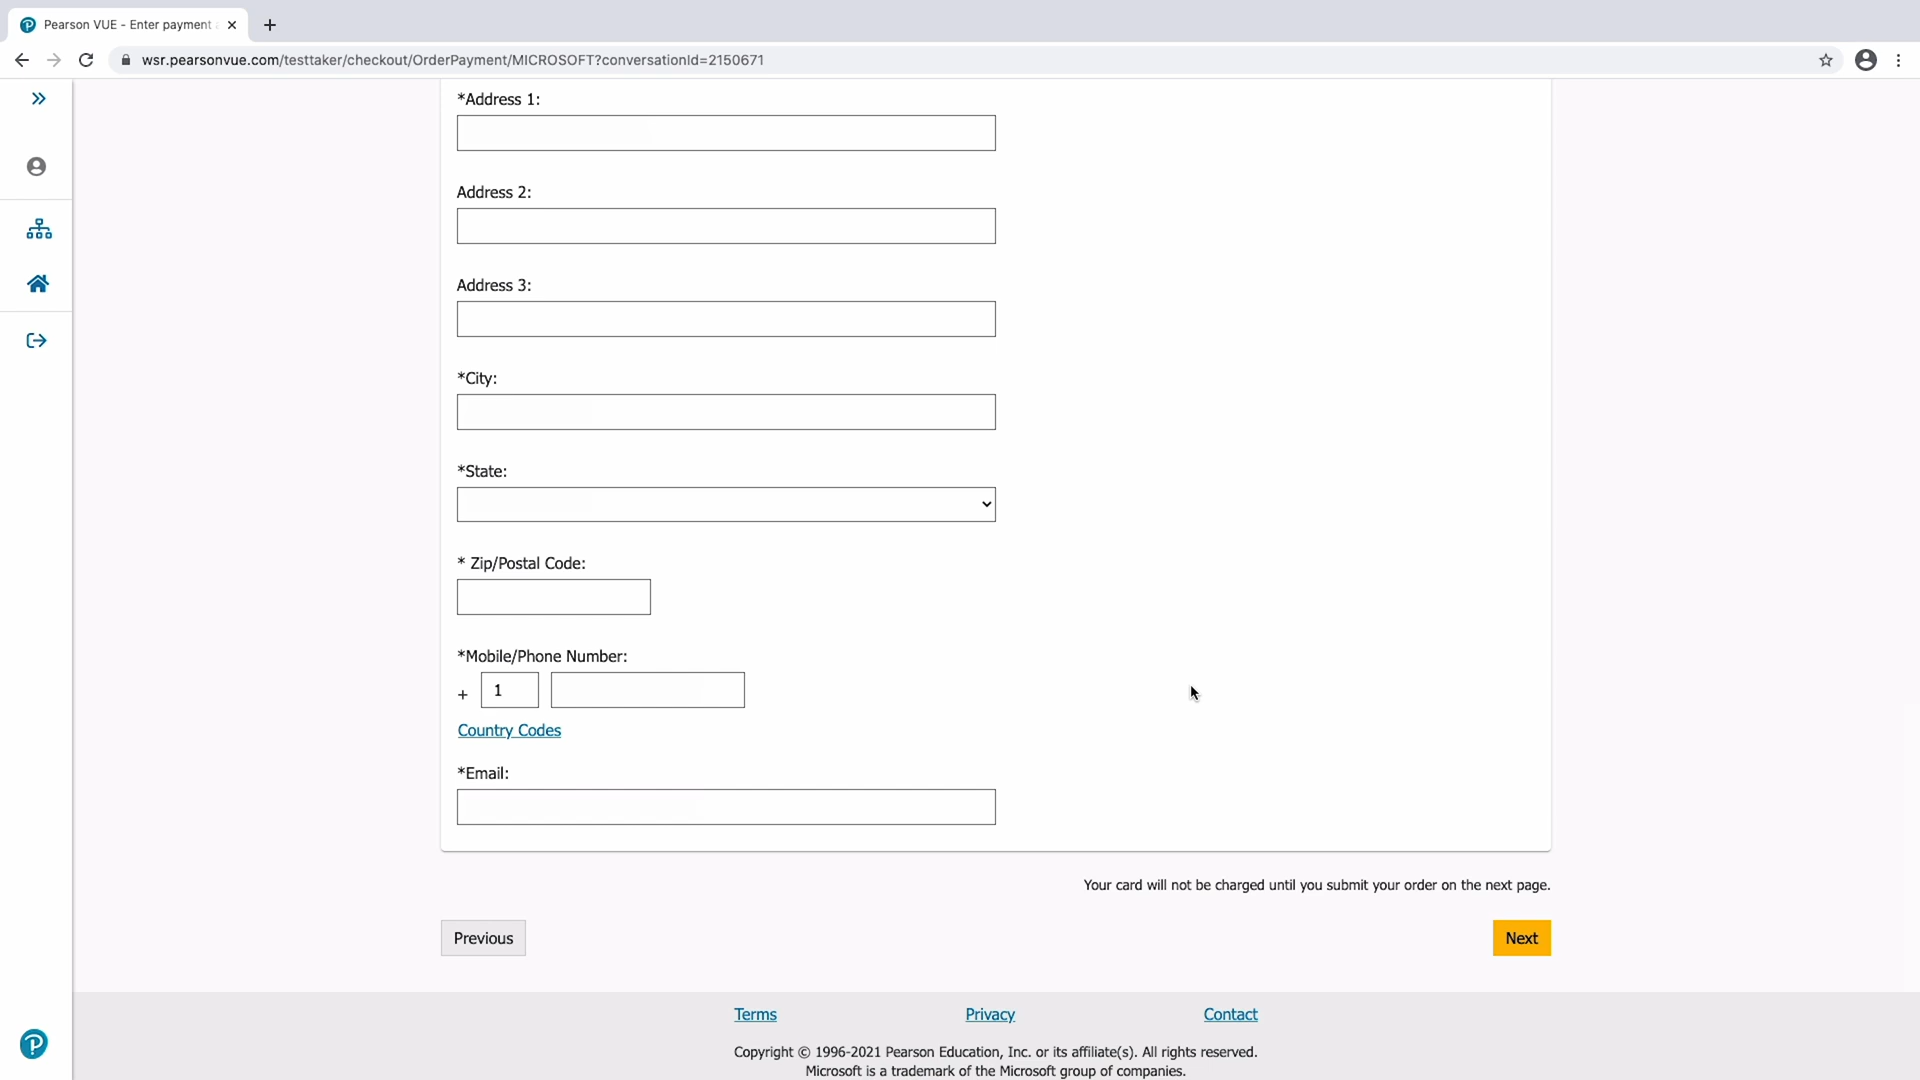 Pearson VUE - Enter payment
wsr.pearsonvue.com/testtaker/checkout/OrderPayment/MICROSOFT?conversationId=2150671
*Address 1:
Address 2:
Address 3:
*City:
*State:
* Zip/Postal Code:
*Mobile/Phone Number:
+ 1
Country Codes
*Email:
Your card will not be charged until you submit your order on the next page.
Previous
Next
Terms
Privacy
Contact
Copyright © 1996-2021 Pearson Education, Inc. or its affiliate(s). All rights reserved.
Microsoft is a trademark of the Microsoft group of companies.